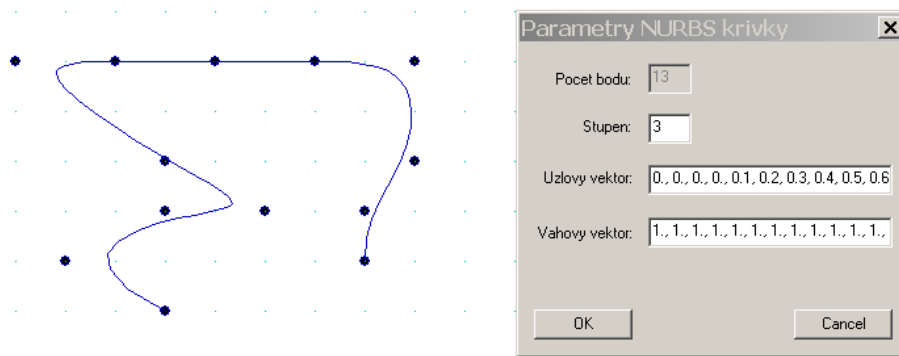 Parametry NURBS krivky
Pocet bodu: 13
Stupen: 3
Uzlovy vektor: 0., 0., 0., 0., 0.1, 0.2, 0.3, 0.4, 0.5, 0.6
Vahovy vektor: 1., 1., 1., 1., 1., 1., 1., 1., 1., 1., 1., 1.,
OK Cancel